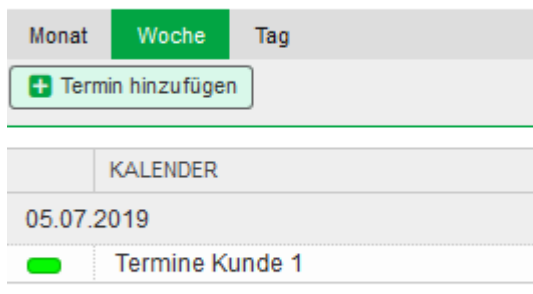 Monat Woche Tag
Termin hinzufügen
KALENDER
05.07.2019
Termine Kunde 1